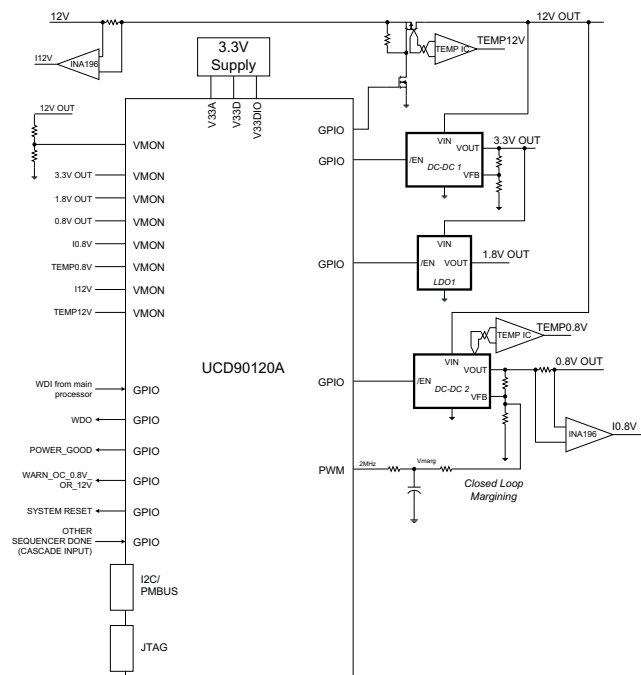 12V
12V OUT
TEMP12V
TEMP IC
I12V
INA196
3.3V
Supply
V33A
V33D
V33DIO
12V OUT
GPIO
VMON
GPIO
VIN
VOUT
3.3V OUT
/EN
DC-DC 1
VFB
3.3V OUT
VMON
1.8V OUT
VMON
0.8V OUT
VMON
I0.8V
VMON
TEMP0.8V
VMON
I12V
VMON
TEMP12V
VMON
GPIO
VIN
/EN
VOUT
1.8V OUT
LDO1
TEMP IC
TEMP0.8V
UCD90120A
VIN
VOUT
0.8V OUT
GPIO
/EN
DC-DC 2
VFB
INA196
I0.8V
WDI from main
processor
GPIO
WDO
GPIO
POWER_GOOD
GPIO
WARN_OC_0.8V_
OR_12V
GPIO
SYSTEM RESET
GPIO
OTHER
SEQUENCER DONE
(CASCADE INPUT)
GPIO
PWM
2MHz
Vmarg
Closed Loop
Margining
I2C/
PMBUS
JTAG